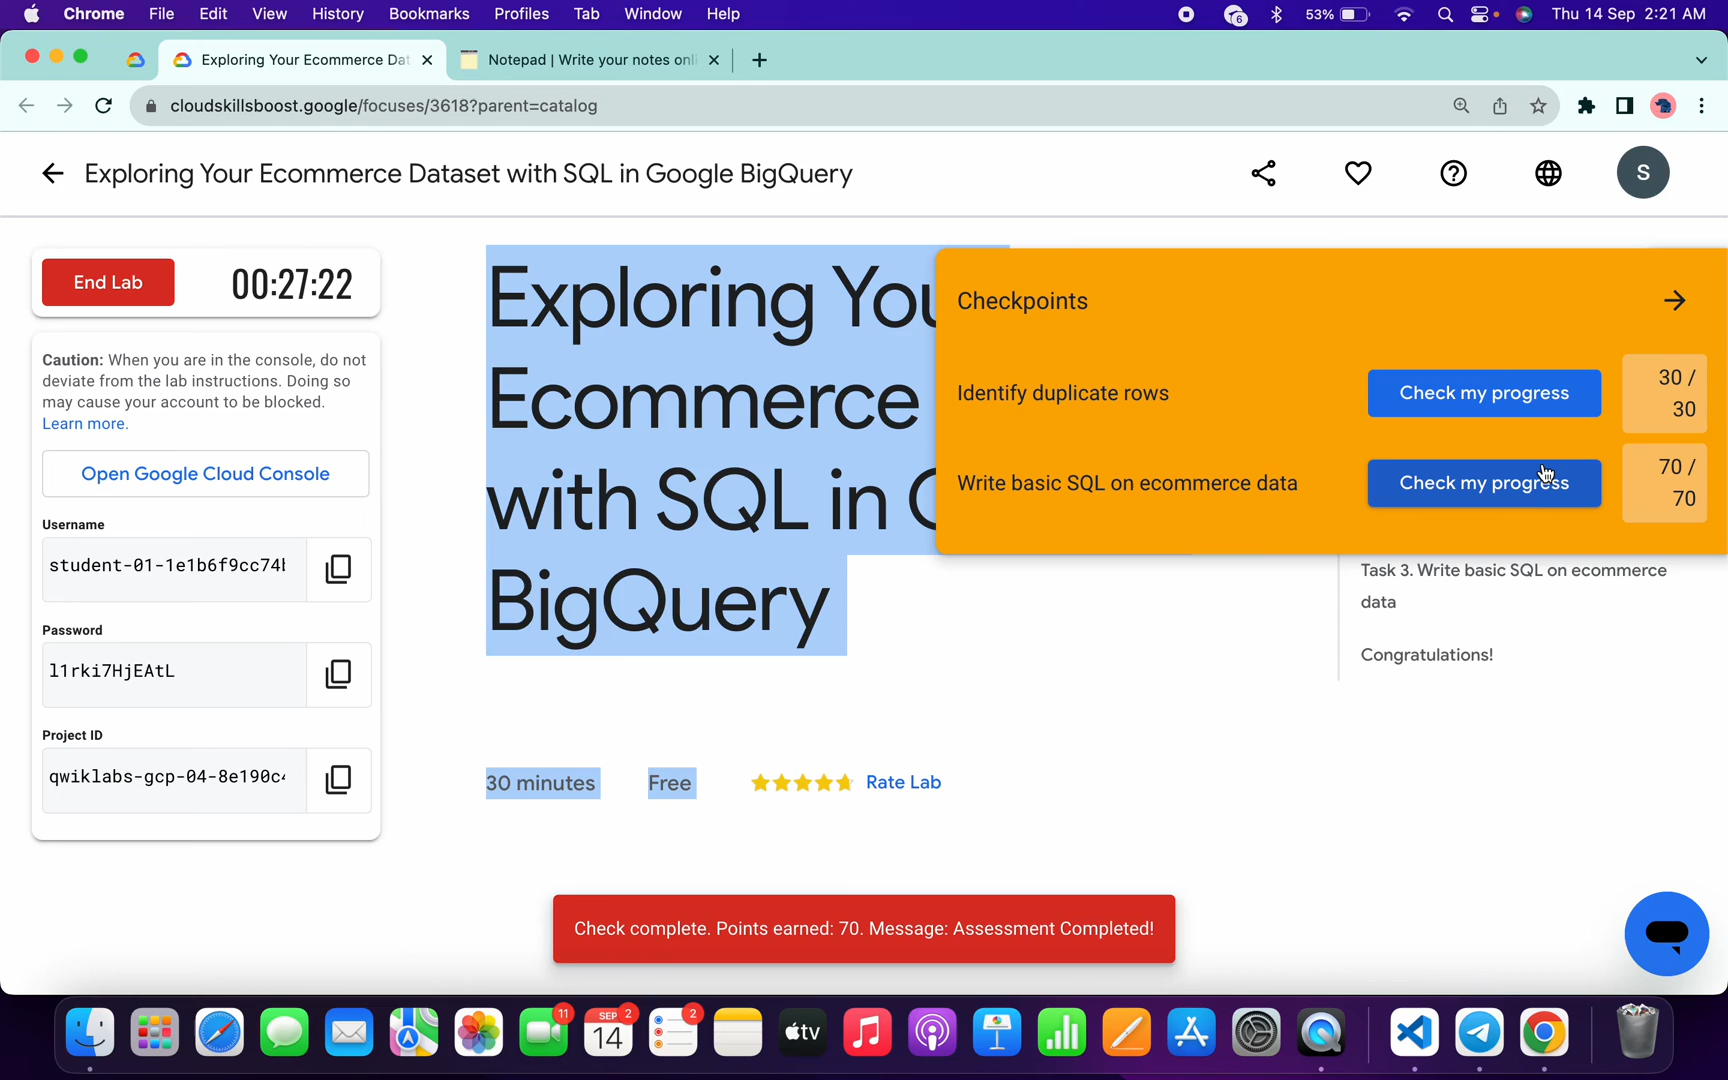 Chrome File Edit View History Bookmarks Profiles Tab Window Help 6 53% Thu 14 Sep 2:21 AM
Exploring Your Ecommerce Dat
Notepad | Write your notes onli
cloudskillsboost.google/focuses/3618?parent=catalog
Exploring Your Ecommerce Dataset with SQL in Google BigQuery
S
End Lab
00:27:22
Caution: When you are in the console, do not
deviate from the lab instructions. Doing so
may cause your account to be blocked.
Learn more.
Open Google Cloud Console
Username
student-01-1e1b6f9cc74
Password
l1rki7HjEAtL
Project ID
qwiklabs-gcp-04-8e190c
Exploring You
Ecommerce
with SQL in G
BigQuery
30 minutes
Free
Rate Lab
Checkpoints
Identify duplicate rows
Check my progress
30 /
30
Write basic SQL on ecommerce data
Check my progress
70 /
70
Task 3. Write basic SQL on ecommerce
data
Congratulations!
Check complete. Points earned: 70. Message: Assessment Completed!
11
SEP
2
14
2
tv